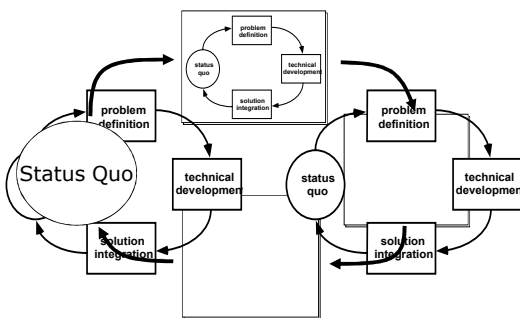 problem
definition
status
quo
technical
development
solution
integration
problem
definition
Status Quo
technical
development
solution
integration
problem
definition
status
quo
technical
development
solution
integration